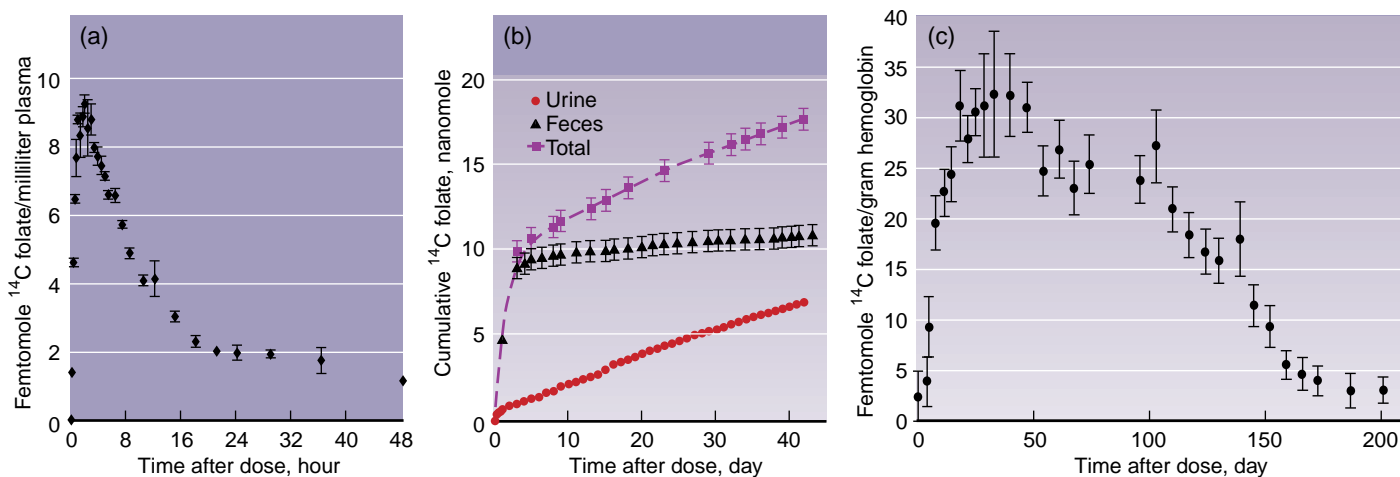 (a)
Femtomole ¹⁴C folate/milliliter plasma
10
8
6
4
2
0
0 8 16 24 32 40 48
Time after dose, hour
(b)
Cumulative ¹⁴C folate, nanomole
20
15
10
5
0
Urine
Feces
Total
0 10 20 30 40
Time after dose, day
(c)
Femtomole ¹⁴C folate/gram hemoglobin
40
35
30
25
20
15
10
5
0
0 50 100 150 200
Time after dose, day